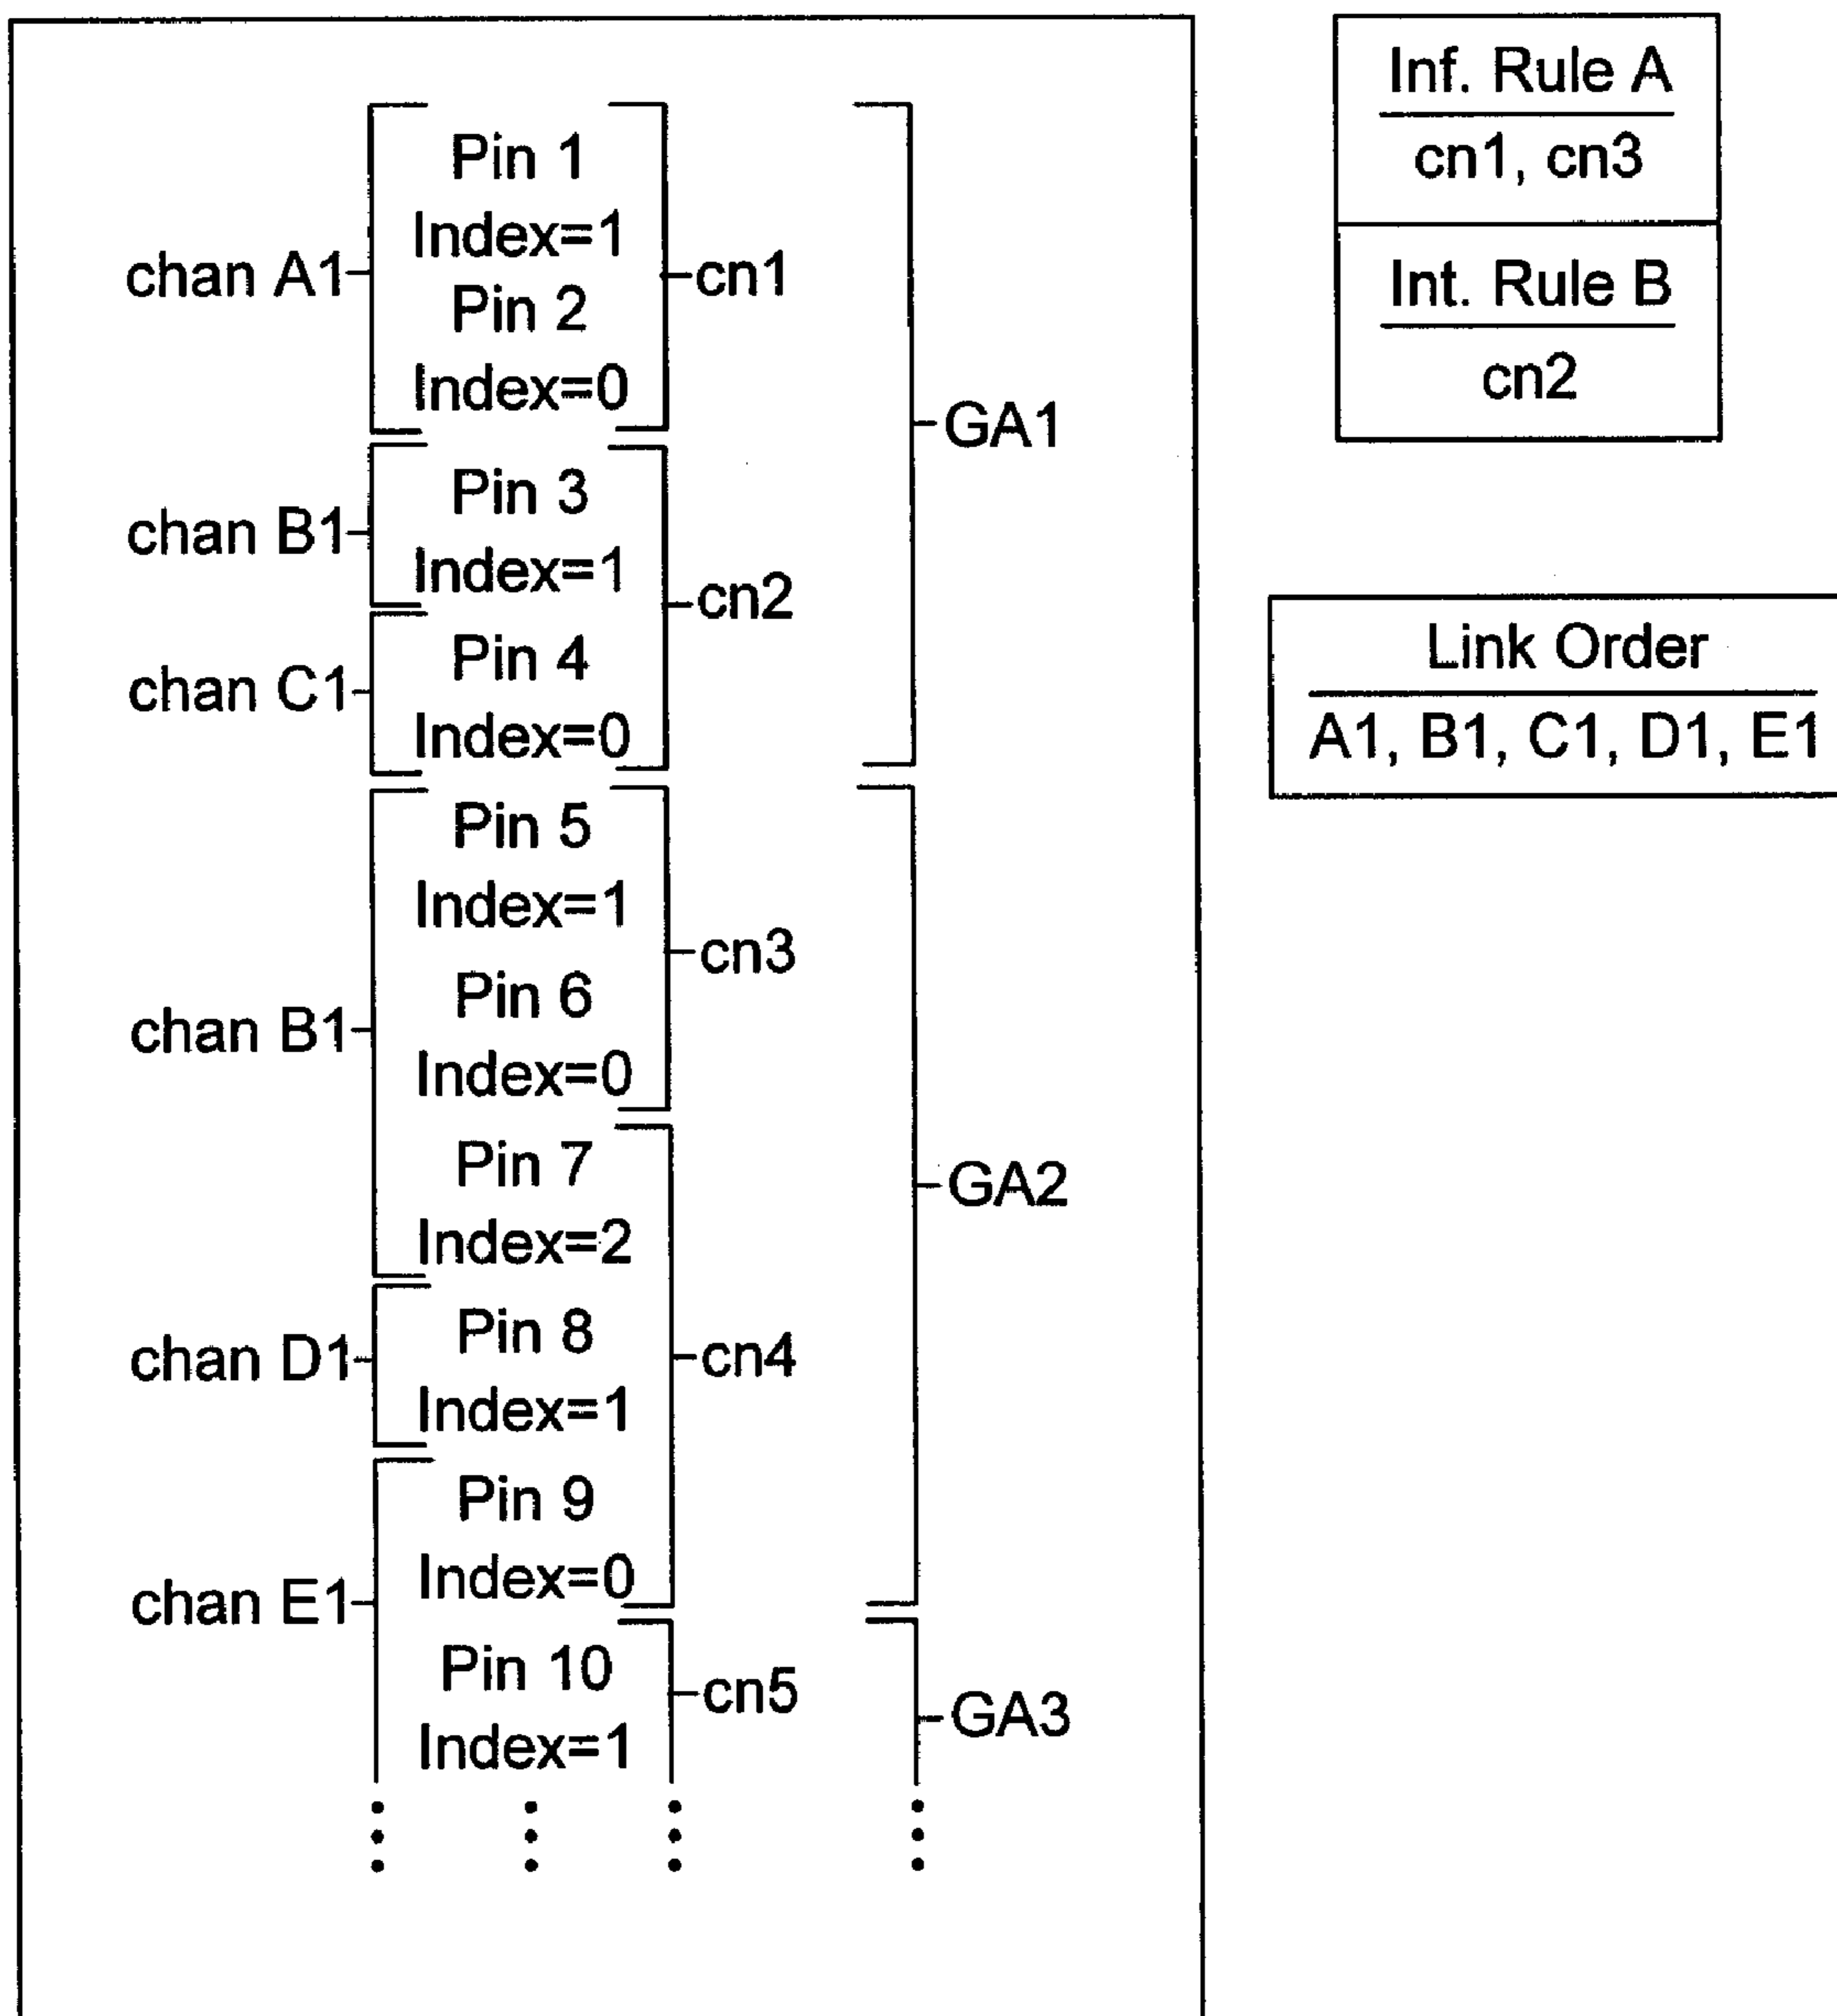 Pin 1
Index=1
chan A1
cn1
Pin 2
Index=0
GA1
Pin 3
chan B1
Index=1
cn2
Pin 4
chan C1
Index=0
Pin 5
Index=1
cn3
Pin 6
chan B1
Index=0
Pin 7
GA2
Index=2
Pin 8
chan D1
cn4
Index=1
Pin 9
Index=0
chan E1
Pin 10
cn5
GA3
Index=1
Inf. Rule A
cn1, cn3
Int. Rule B
cn2
Link Order
A1, B1, C1, D1, E1